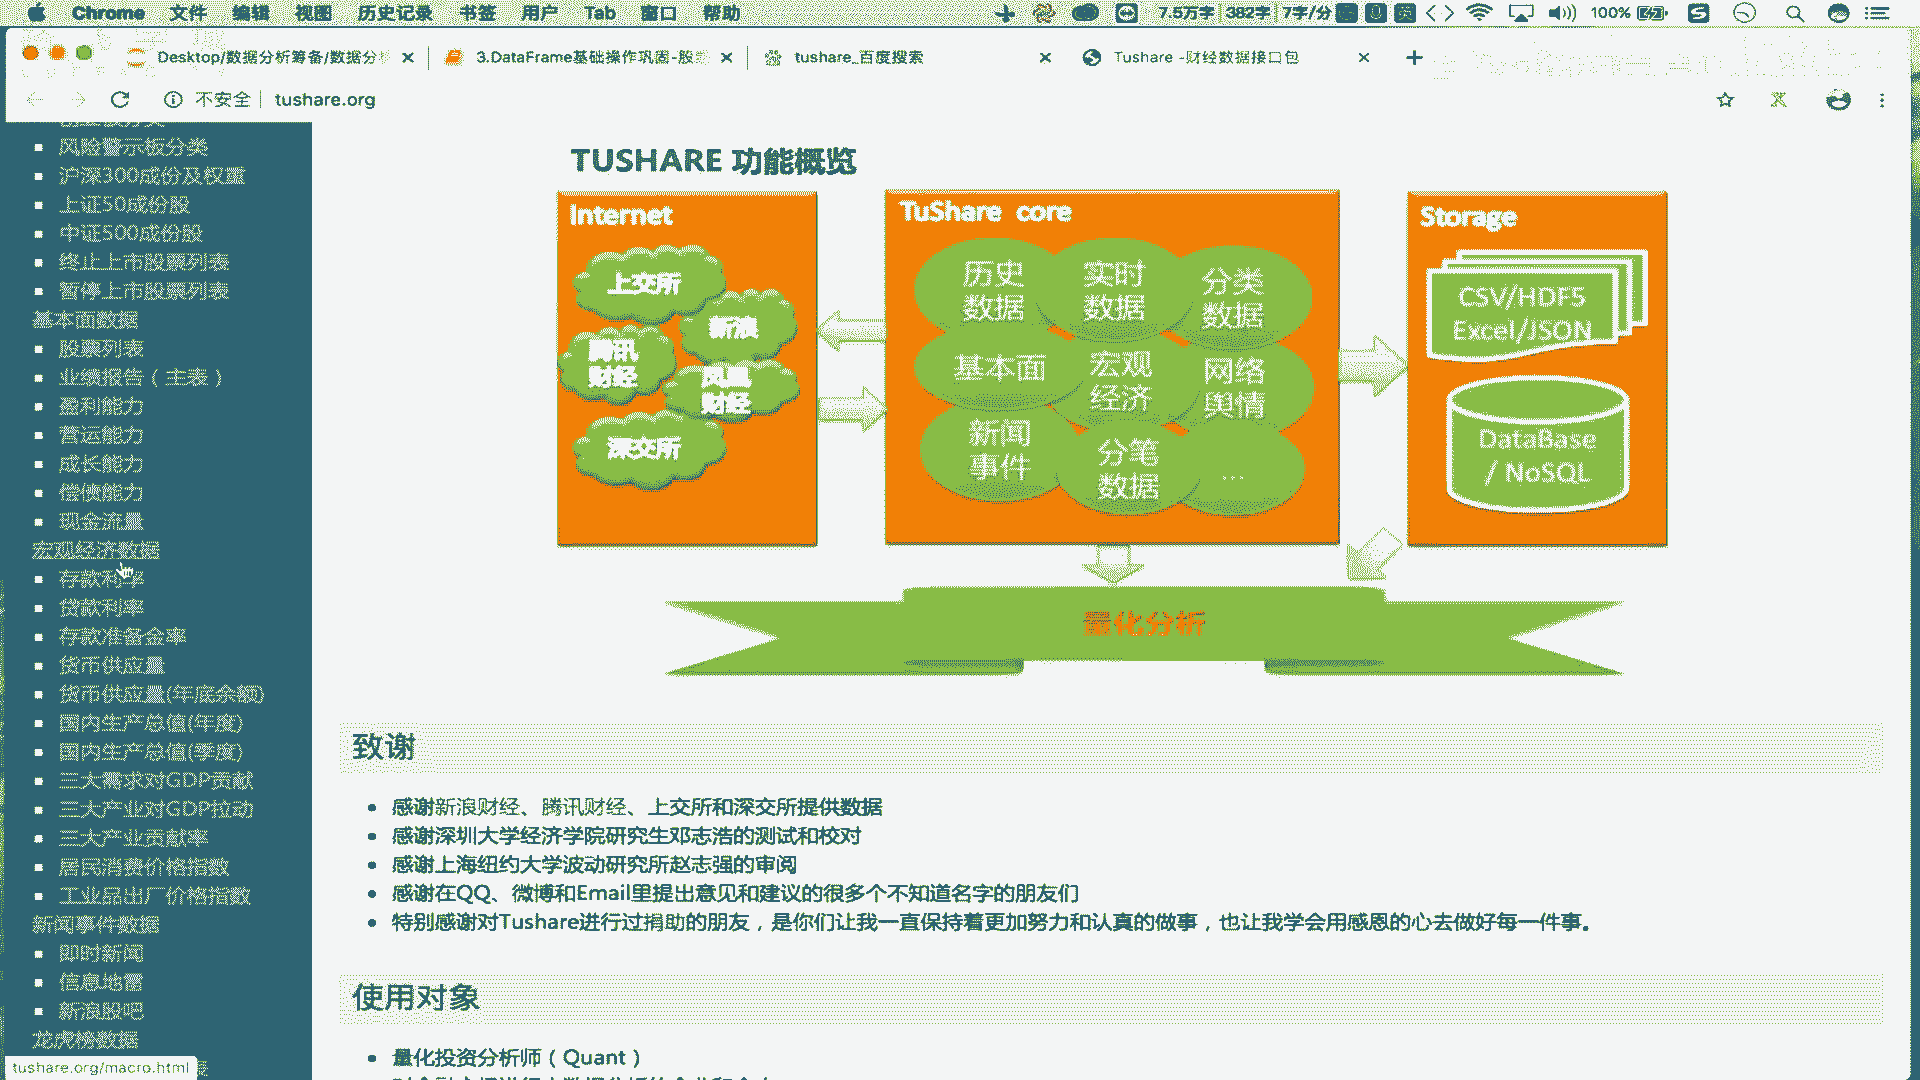 Chrome 文件 编辑 视图 历史记录 书签 用户 Tab 窗口 帮助 7.5万字 382字 7字/分 英 100%
Desktop/数据分析筹备/数据分析
3.DataFrame基础操作巩固-股票
tushare_百度搜索
Tushare -财经数据接口包
不安全 tushare.org
风险警示板分类
沪深300成份及权重
上证50成份股
中证500成份股
终止上市股票列表
暂停上市股票列表
基本面数据
股票列表
业绩报告（主表）
盈利能力
营运能力
成长能力
偿债能力
现金流量
宏观经济数据
存款利率
贷款利率
存款准备金率
货币供应量
货币供应量(年底余额)
国内生产总值(年度)
国内生产总值(季度)
三大需求对GDP贡献
三大产业对GDP拉动
三大产业贡献率
居民消费价格指数
工业品出厂价格指数
新闻事件数据
即时新闻
信息地雷
新浪股吧
龙虎榜数据
tushare.org/macro.html
TUSHARE 功能概览
Internet
上交所
新浪
腾讯
财经
凤凰
财经
深交所
TuShare core
历史
数据
实时
数据
分类
数据
基本面
宏观
经济
网络
舆情
新闻
事件
分笔
数据
...
Storage
CSV/HDF5
Excel/JSON
DataBase
/ NoSQL
量化分析
致谢
感谢新浪财经、腾讯财经、上交所和深交所提供数据
感谢深圳大学经济学院研究生邓志浩的测试和校对
感谢上海纽约大学波动研究所赵志强的审阅
感谢在QQ、微博和Email里提出意见和建议的很多个不知道名字的朋友们
特别感谢对Tushare进行过捐助的朋友，是你们让我一直保持着更加努力和认真的做事，也让我学会用感恩的心去做好每一件事。
使用对象
量化投资分析师（Quant）